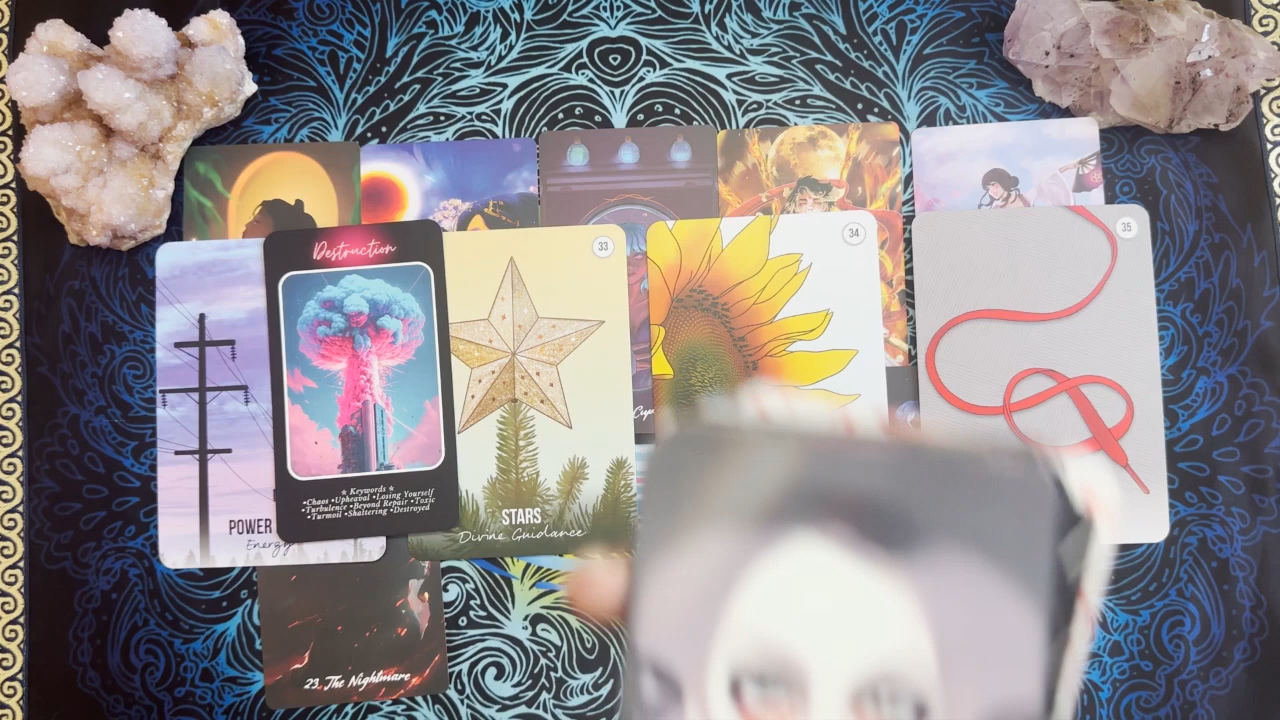 Destruction
★ Keywords ★
•Chaos •Upheaval •Losing Yourself
•Turbulence •Beyond Repair •Toxic
•Turmoil •Shattering •Destroyed
POWER
Energy
33
STARS
Divine Guidance
34
35
23. The Nightmare